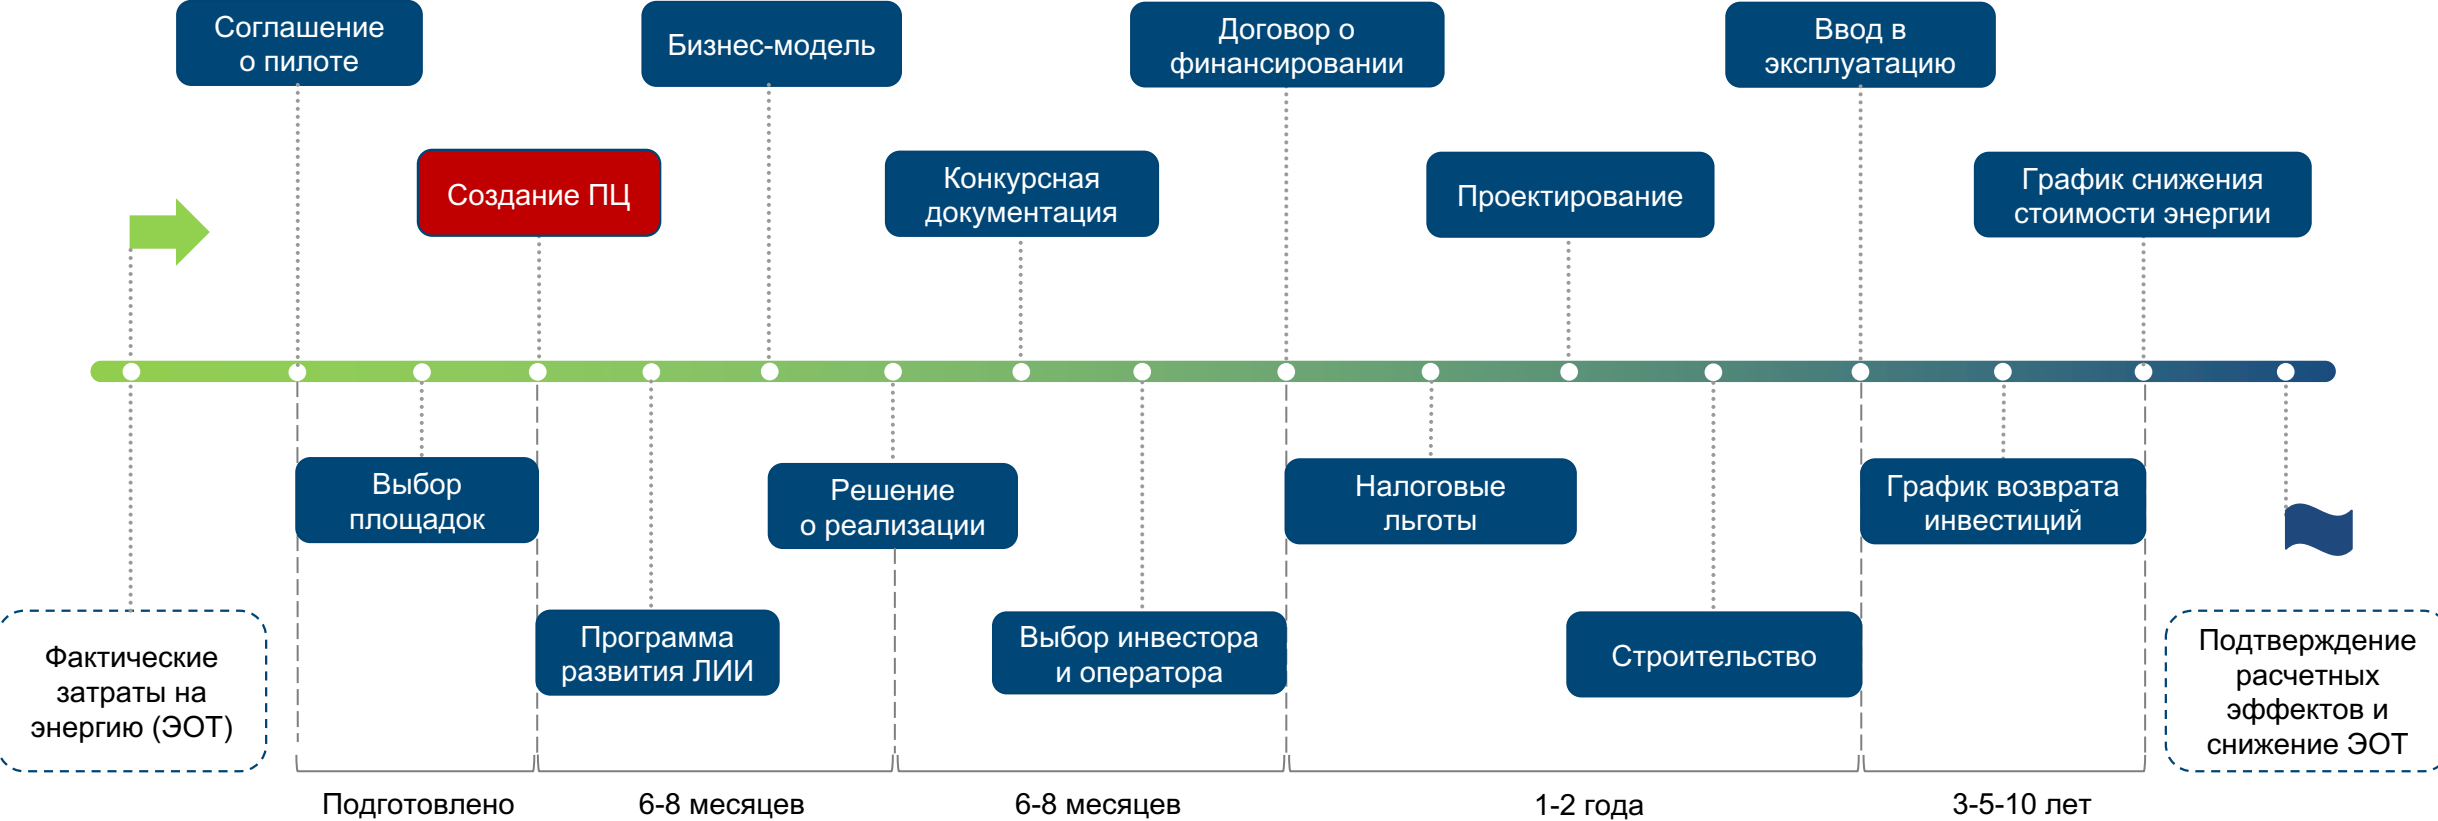 Соглашение
о пилоте
Бизнес-модель
Договор о
финансировании
Ввод в
эксплуатацию
Создание ПЦ
Конкурсная
документация
Проектирование
График снижения
стоимости энергии
Выбор
площадок
Решение
о реализации
Налоговые
льготы
График возврата
инвестиций
Фактические
затраты на
энергию (ЭОТ)
Программа
развития ЛИИ
Выбор инвестора
и оператора
Строительство
Подтверждение
расчетных
эффектов и
снижение ЭОТ
Подготовлено
6-8 месяцев
6-8 месяцев
1-2 года
3-5-10 лет